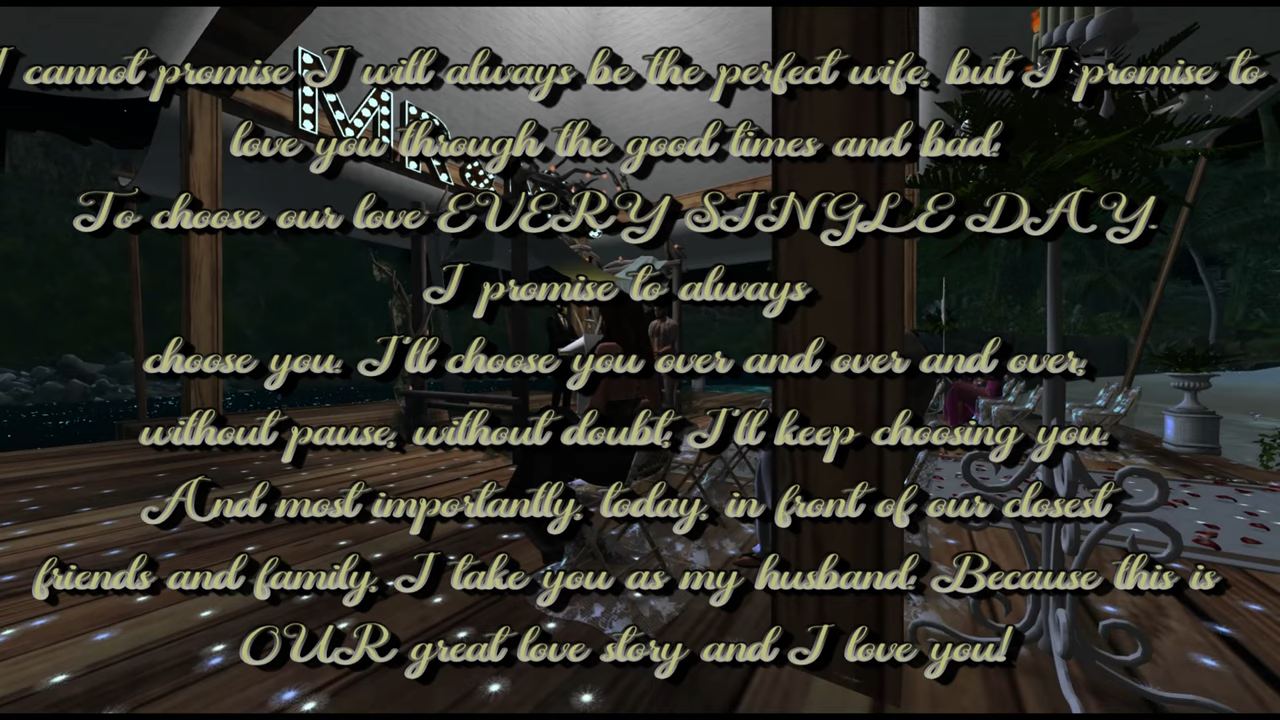 I cannot promise I will always be the perfect wife, but I promise to
love you through the good times and bad.
To choose our love EVERY SINGLE DAY.
I promise to always
choose you. I'll choose you over and over and over,
without pause, without doubt, I'll keep choosing you.
And most importantly, today, in front of our closest
friends and family, I take you as my husband. Because this is
OUR great love story and I love you!
MRs